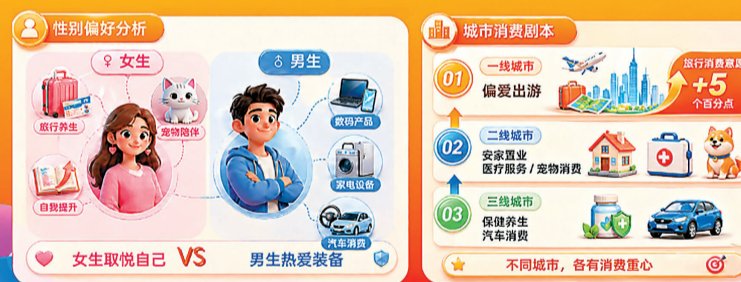 性别偏好分析
♀ 女生
旅行养生
宠物陪伴
自我提升
♂ 男生
数码产品
家电设备
汽车消费
女生取悦自己 VS 男生热爱装备
城市消费剧本
01
一线城市
偏爱出游
旅行消费意愿
+5
个百分点
02
二线城市
安家置业
医疗服务/宠物消费
03
三线城市
保健养生
汽车消费
不同城市，各有消费重心